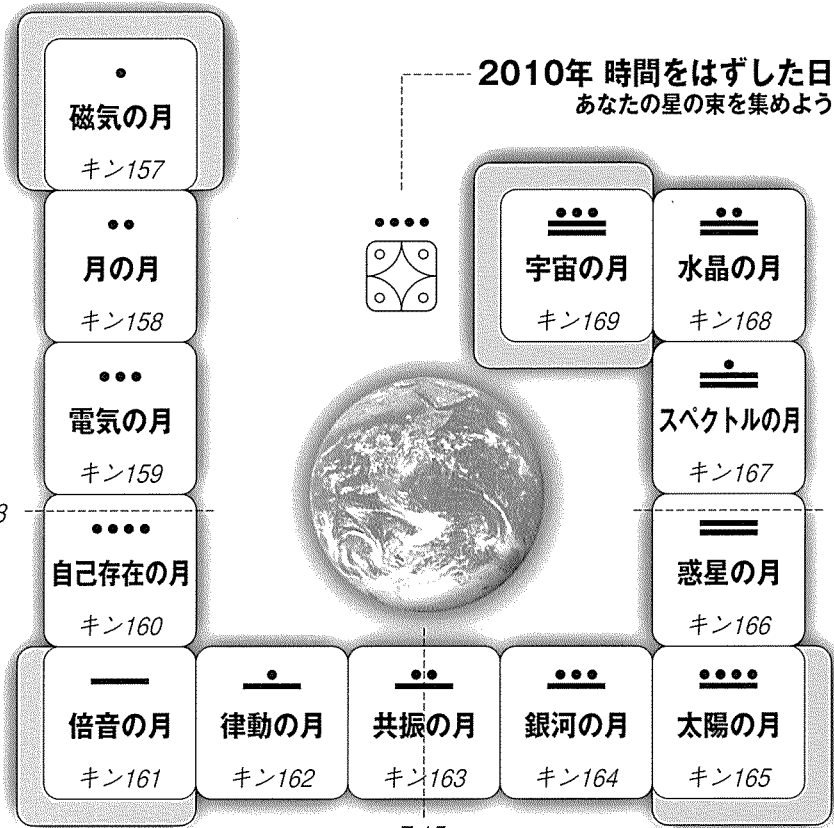 2010年 時間をはずした日
あなたの星の束を集めよう
磁気の月
キン157
月の月
キン158
電気の月
キン159
3
自己存在の月
キン160
倍音の月
キン161
律動の月
キン162
共振の月
キン163
銀河の月
キン164
太陽の月
キン165
惑星の月
キン166
スペクトルの月
キン167
水晶の月
キン168
宇宙の月
キン169